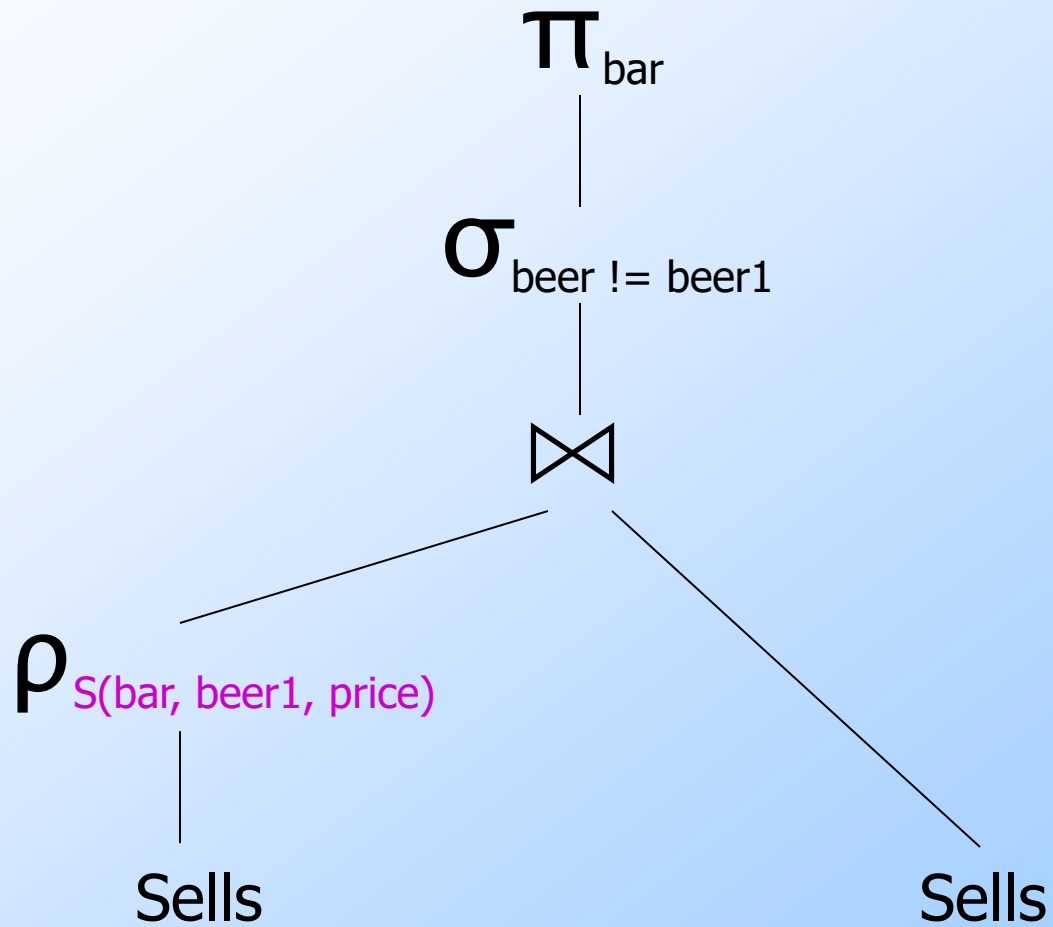 π bar
σ beer != beer1
⋈
ρ S(bar, beer1, price)
Sells
Sells